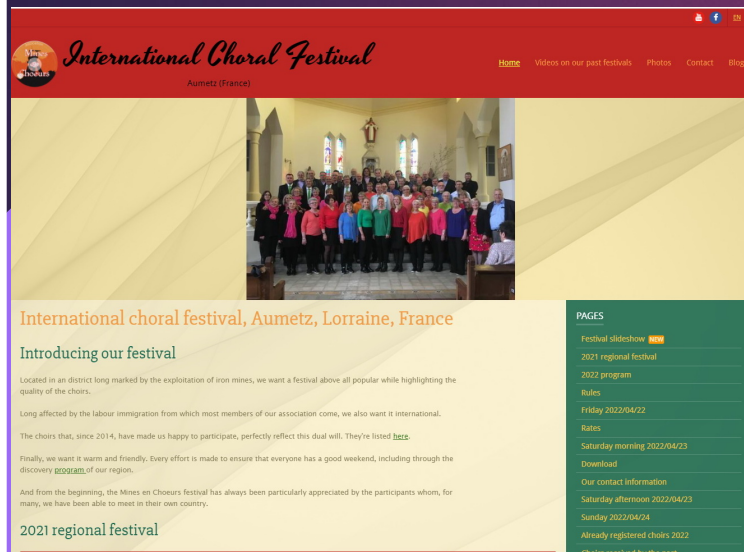 EN
Mines
Choeurs
International Choral Festival
Aumetz (France)
Home Videos on our past festivals Photos Contact Blog
International choral festival, Aumetz, Lorraine, France
Introducing our festival
Located in an district long marked by the exploitation of iron mines, we want a festival above all popular while highlighting the
quality of the choirs.
Long affected by the labour immigration from which most members of our association come, we also want it international.
The choirs that, since 2014, have made us happy to participate, perfectly reflect this dual will. They're listed here.
Finally, we want it warm and friendly. Every effort is made to ensure that everyone has a good weekend, including through the
discovery program of our region.
And from the beginning, the Mines en Choeurs festival has always been particularly appreciated by the participants whom, for
many, we have been able to meet in their own country.
2021 regional festival
PAGES
Festival slideshow NEW
2021 regional festival
2022 program
Rules
Friday 2022/04/22
Rates
Saturday morning 2022/04/23
Download
Our contact information
Saturday afternoon 2022/04/23
Sunday 2022/04/24
Already registered choirs 2022